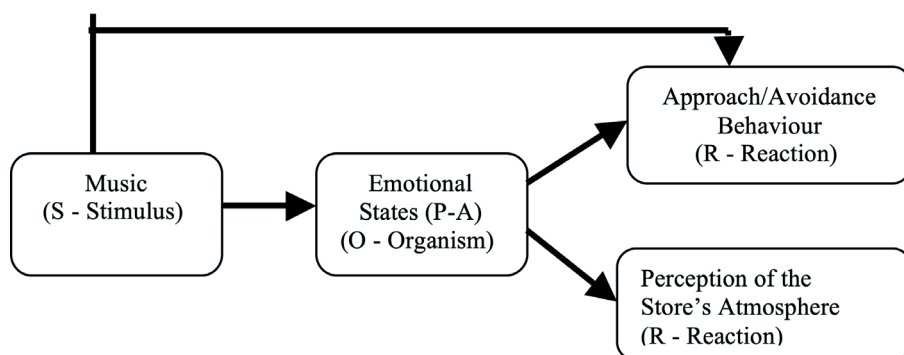 Music
(S - Stimulus)
Emotional
States (P-A)
(O - Organism)
Approach/Avoidance
Behaviour
(R - Reaction)
Perception of the
Store's Atmosphere
(R - Reaction)